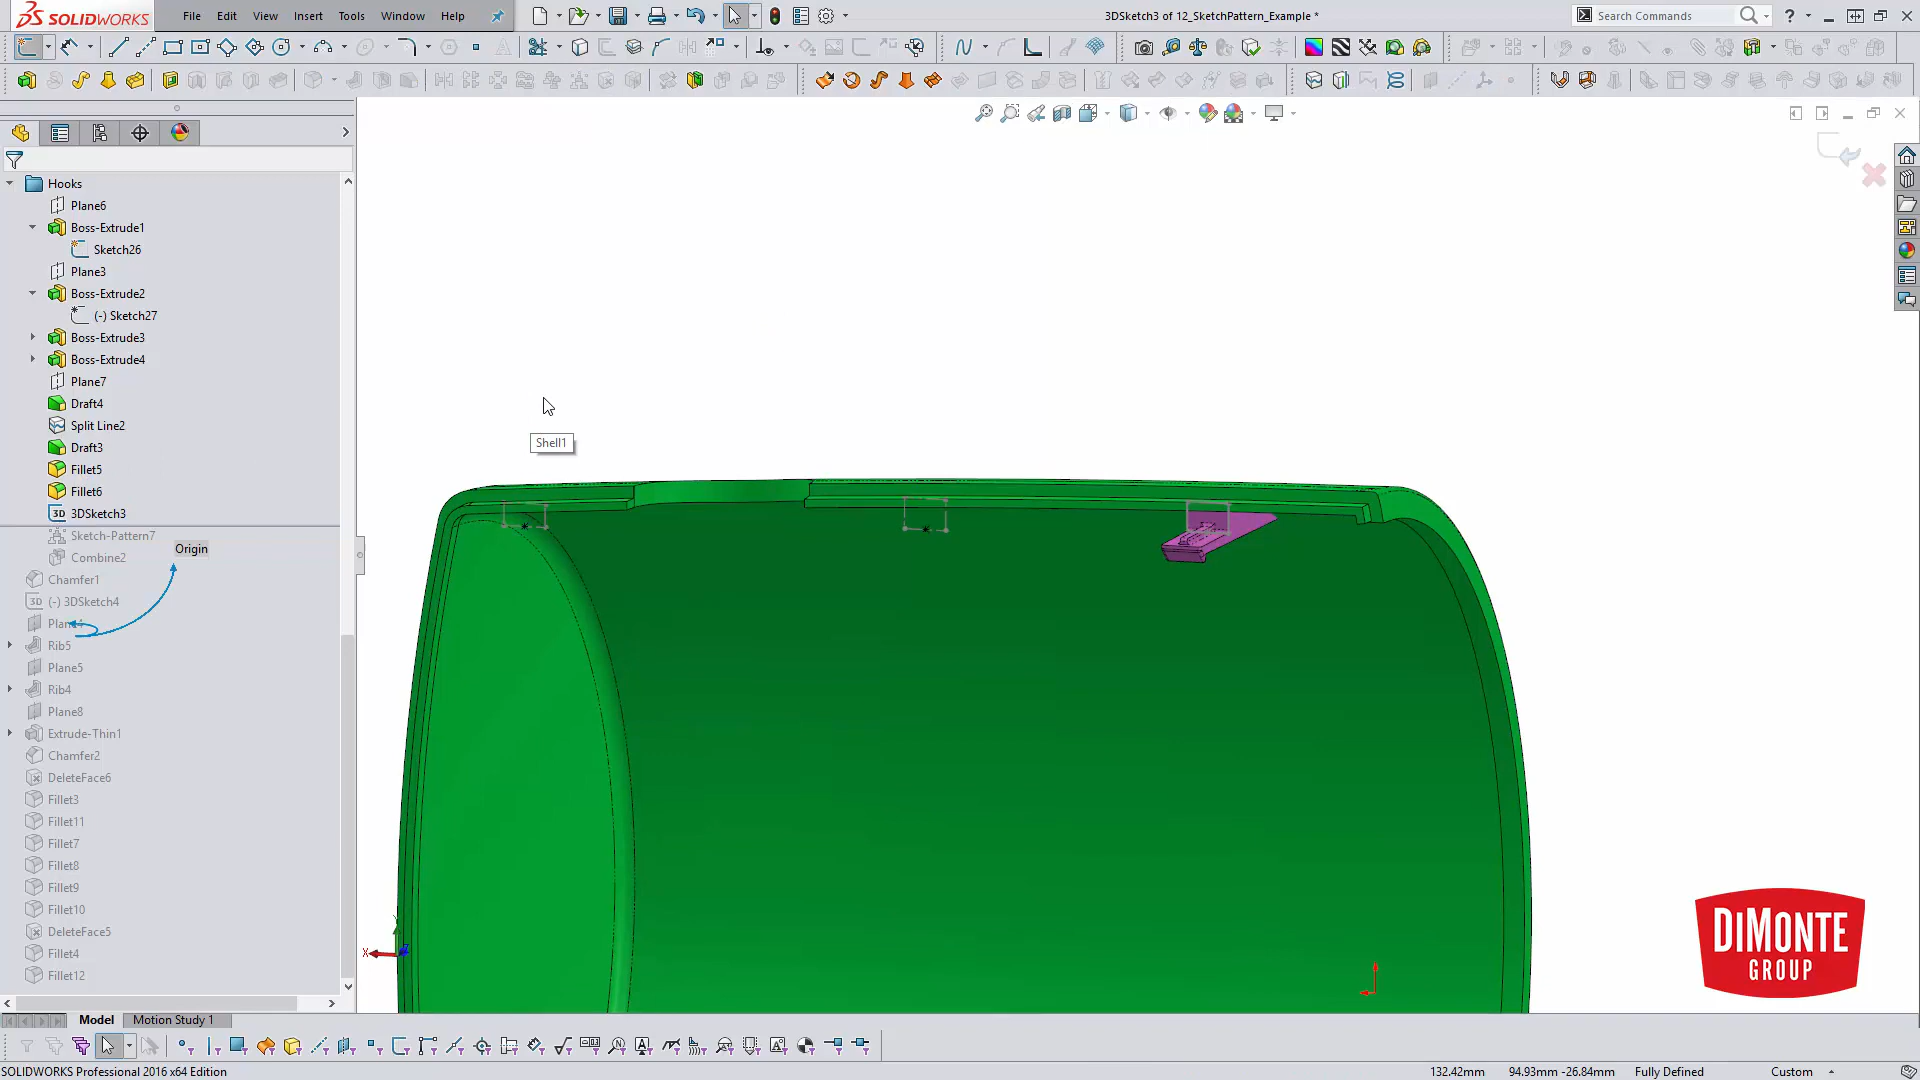 SOLIDWORKS
File Edit View Insert Tools Window Help
3DSketch3 of 12_SketchPattern_Example *
Search Commands
?
Hooks
Plane6
Boss-Extrude1
Sketch26
Plane3
Boss-Extrude2
(-) Sketch27
Boss-Extrude3
Boss-Extrude4
Plane7
Draft4
Split Line2
Draft3
Fillet5
Fillet6
3D 3DSketch3
Sketch-Pattern7
Origin
Combine2
Chamfer1
3D (-) 3DSketch4
Plane4
Rib5
Plane5
Rib4
Plane8
Extrude-Thin1
Chamfer2
DeleteFace6
Fillet3
Fillet11
Fillet7
Fillet8
Fillet9
Fillet10
DeleteFace5
Fillet4
Fillet12
Shell1
X
DIMONTE
GROUP
Model Motion Study 1
SOLIDWORKS Professional 2016 x64 Edition
132.42mm 94.93mm -26.84mm Fully Defined Custom